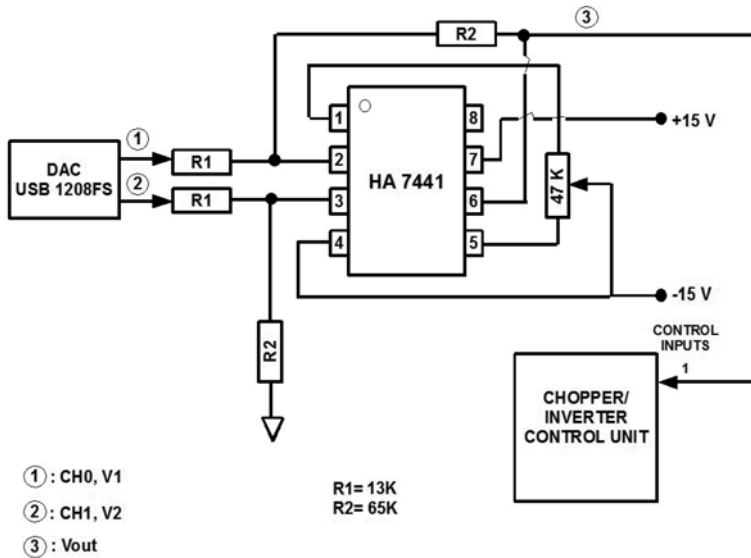 3
R2
1
8
+15 V
1
DAC
USB 1208FS
R1
2
HA 7441
7
2
R1
3
6
47 K
4
5
-15 V
R2
CONTROL
INPUTS
1
CHOPPER/
INVERTER
CONTROL UNIT
1 : CH0, V1
2 : CH1, V2
3 : Vout
R1= 13K
R2= 65K